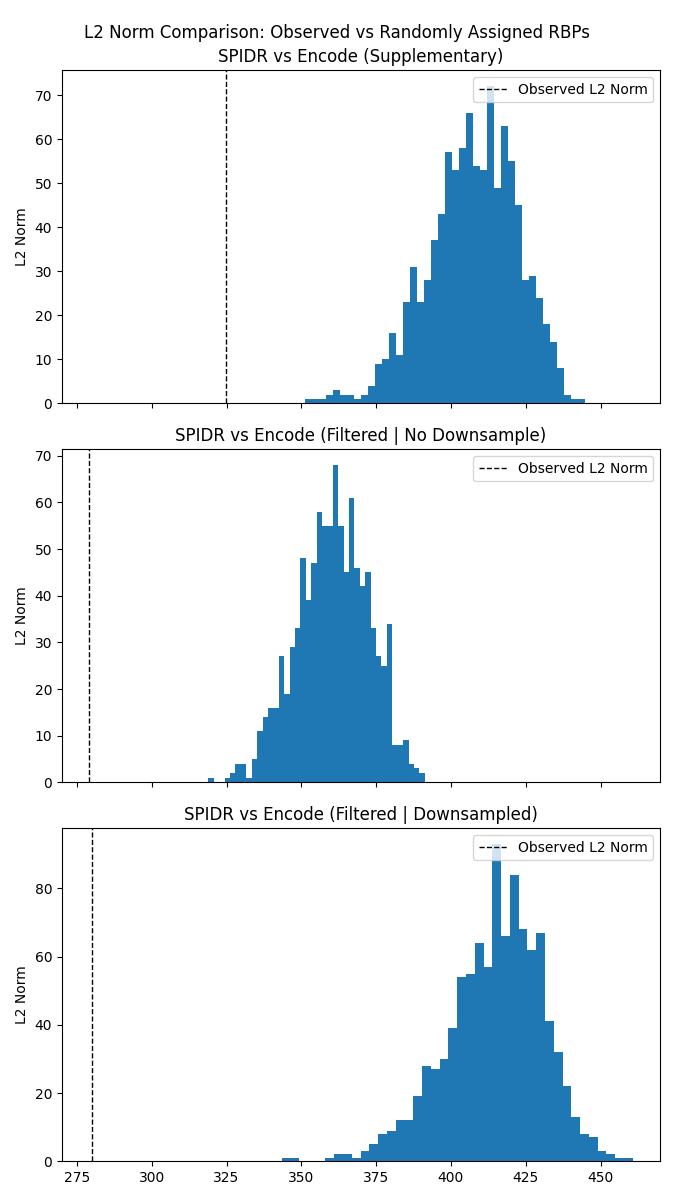 L2 Norm Comparison: Observed vs Randomly Assigned RBPs
SPIDR vs Encode (Supplementary)
Observed L2 Norm
70
60
50
40
30
20
10
0
L2 Norm
SPIDR vs Encode (Filtered | No Downsample)
Observed L2 Norm
70
60
50
40
30
20
10
0
L2 Norm
SPIDR vs Encode (Filtered | Downsampled)
Observed L2 Norm
80
60
40
20
0
L2 Norm
275 300 325 350 375 400 425 450